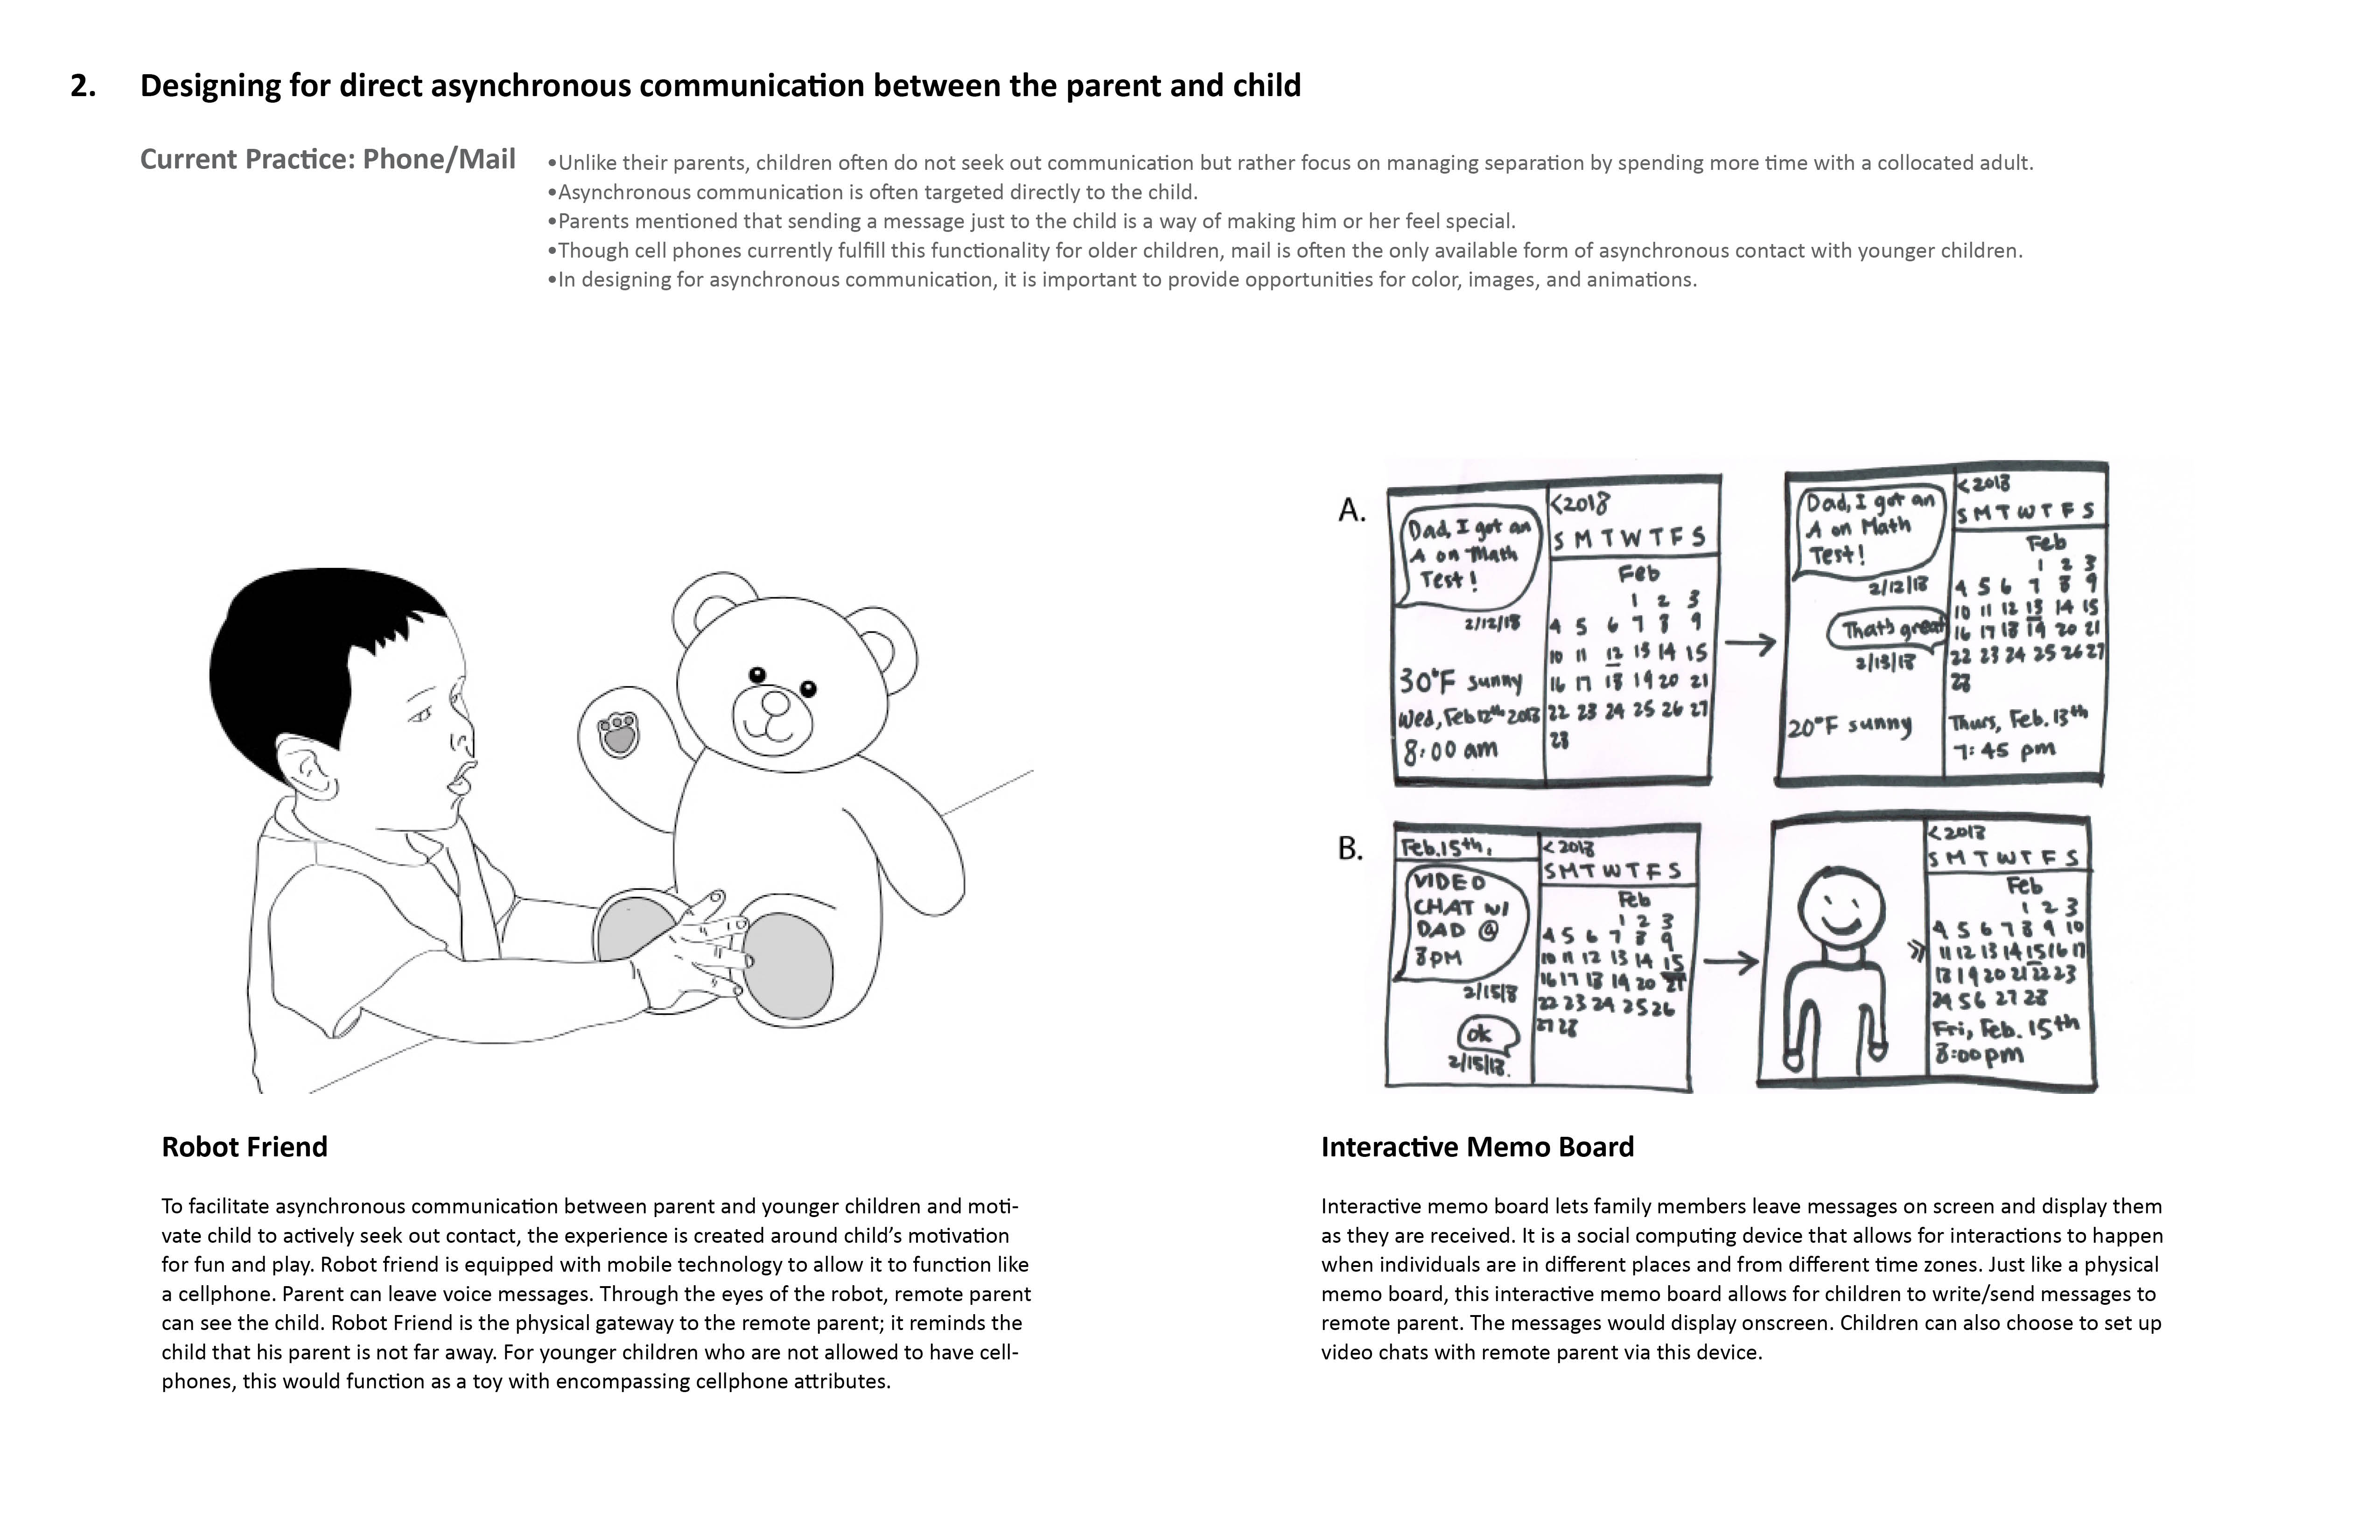 2. Designing for direct asynchronous communication between the parent and child
Current Practice: Phone/Mail
•Unlike their parents, children often do not seek out communication but rather focus on managing separation by spending more time with a collocated adult.
•Asynchronous communication is often targeted directly to the child.
•Parents mentioned that sending a message just to the child is a way of making him or her feel special.
•Though cell phones currently fulfill this functionality for older children, mail is often the only available form of asynchronous contact with younger children.
•In designing for asynchronous communication, it is important to provide opportunities for color, images, and animations.
A.
Dad, I got an
A on Math
Test!
2/12/13
30°F sunny
Wed, Feb 12th 2013
8:00 am
<2013
S M T W T F S
Feb
1 2 3
4 5 6 7 8 9
10 11 12 13 14 15
16 17 18 19 20 21
22 23 24 25 26 27
28
Dad, I got an
A on Math
Test!
2/12/13
That's great
2/13/13
20°F sunny
<2013
S M T W T F S
Feb
1 2 3
4 5 6 7 8 9
10 11 12 13 14 15
16 17 18 19 20 21
22 23 24 25 26 27
28
Thurs, Feb. 13th
7:45 pm
B.
Feb.15th,
VIDEO
CHAT w/
DAD @
8PM
2/15/13
ok
2/15/13.
<2013
S M T W T F S
Feb
1 2 3
4 5 6 7 8 9
10 11 12 13 14 15
16 17 18 19 20 21
22 23 24 25 26
27 28
<2013
S M T W T F S
Feb
1 2 3
4 5 6 7 8 9 10
11 12 13 14 15 16 17
18 19 20 21 22 23
24 5 6 27 28
Fri, Feb. 15th
8:00pm
Robot Friend
To facilitate asynchronous communication between parent and younger children and moti-
vate child to actively seek out contact, the experience is created around child's motivation
for fun and play. Robot friend is equipped with mobile technology to allow it to function like
a cellphone. Parent can leave voice messages. Through the eyes of the robot, remote parent
can see the child. Robot Friend is the physical gateway to the remote parent; it reminds the
child that his parent is not far away. For younger children who are not allowed to have cell-
phones, this would function as a toy with encompassing cellphone attributes.
Interactive Memo Board
Interactive memo board lets family members leave messages on screen and display them
as they are received. It is a social computing device that allows for interactions to happen
when individuals are in different places and from different time zones. Just like a physical
memo board, this interactive memo board allows for children to write/send messages to
remote parent. The messages would display onscreen. Children can also choose to set up
video chats with remote parent via this device.